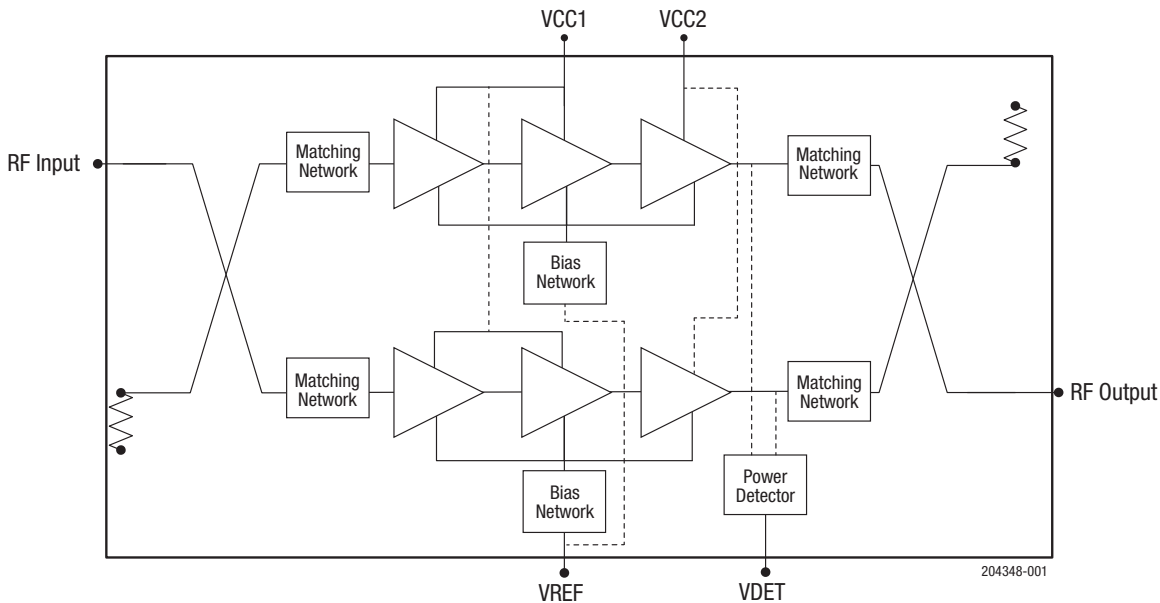 VCC1
VCC2
RF Input
Matching
Network
Matching
Network
Bias
Network
Matching
Network
Matching
Network
RF Output
Bias
Network
Power
Detector
VREF
VDET
204348-001